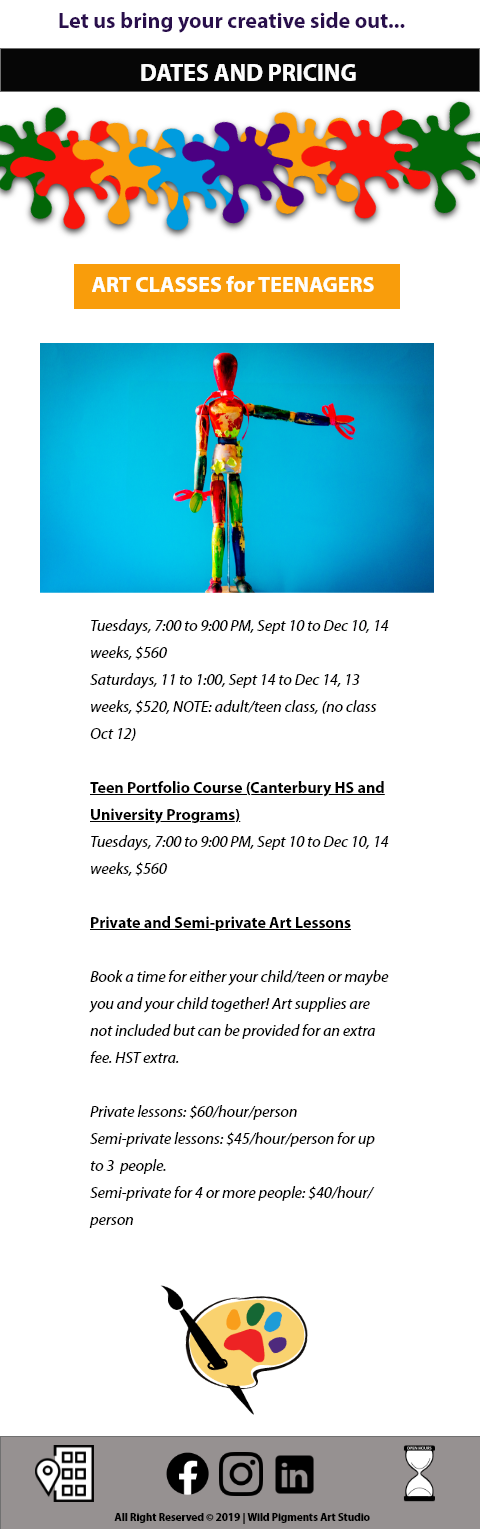 Let us bring your creative side out...
DATES AND PRICING
ART CLASSES for TEENAGERS
Tuesdays, 7:00 to 9:00 PM, Sept 10 to Dec 10, 14
weeks, $560
Saturdays, 11 to 1:00, Sept 14 to Dec 14, 13
weeks, $520, NOTE: adult/teen class, (no class
Oct 12)
Teen Portfolio Course (Canterbury HS and
University Programs)
Tuesdays, 7:00 to 9:00 PM, Sept 10 to Dec 10, 14
weeks, $560
Private and Semi-private Art Lessons
Book a time for either your child/teen or maybe
you and your child together! Art supplies are
not included but can be provided for an extra
fee. HST extra.
Private lessons: $60/hour/person
Semi-private lessons: $45/hour/person for up
to 3 people.
Semi-private for 4 or more people: $40/hour/
person
OPEN HOURS
All Right Reserved © 2019 | Wild Pigments Art Studio